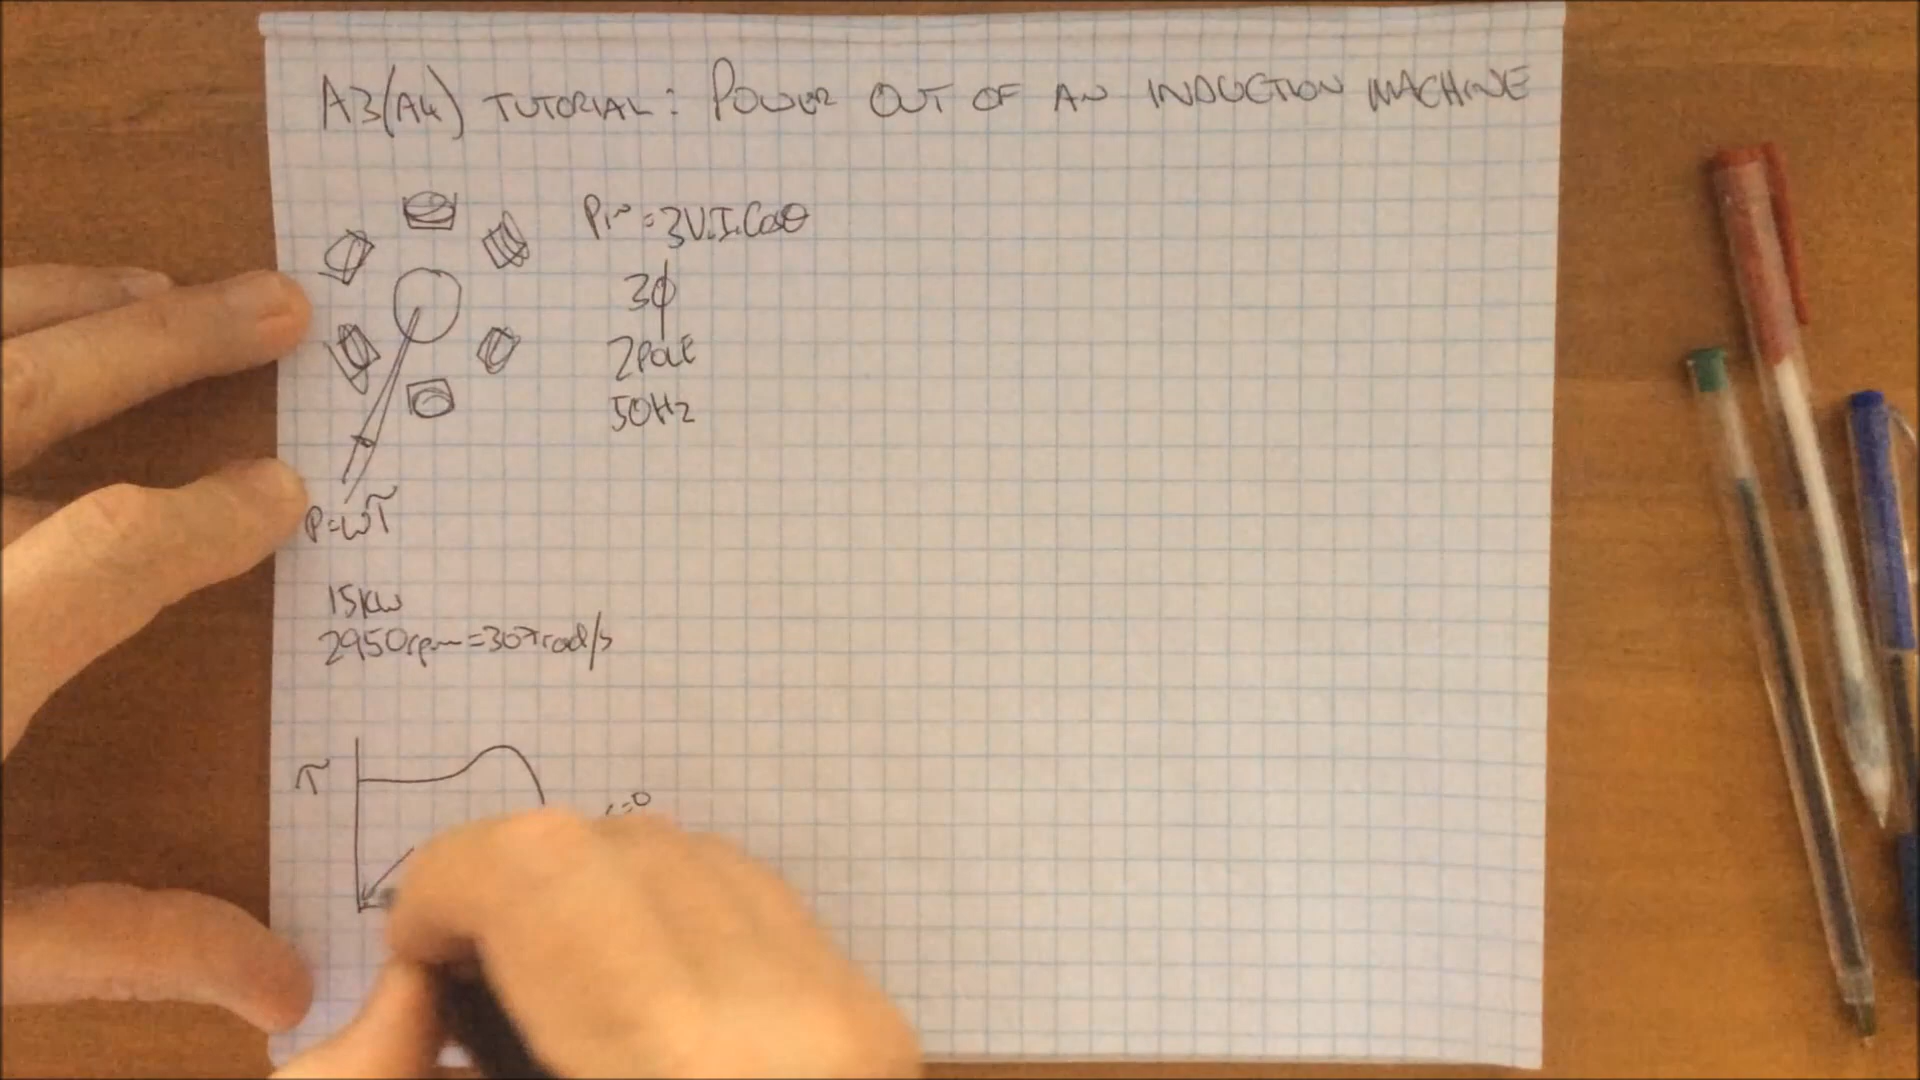 A3(A4) TUTORIAL: POWER OUT OF AN INDUCTION MACHINE
Pin = 3V.I.Cosθ
3ϕ
2POLE
50Hz
P=ωT
15kW
2950rpm=307rad/s
T
=0